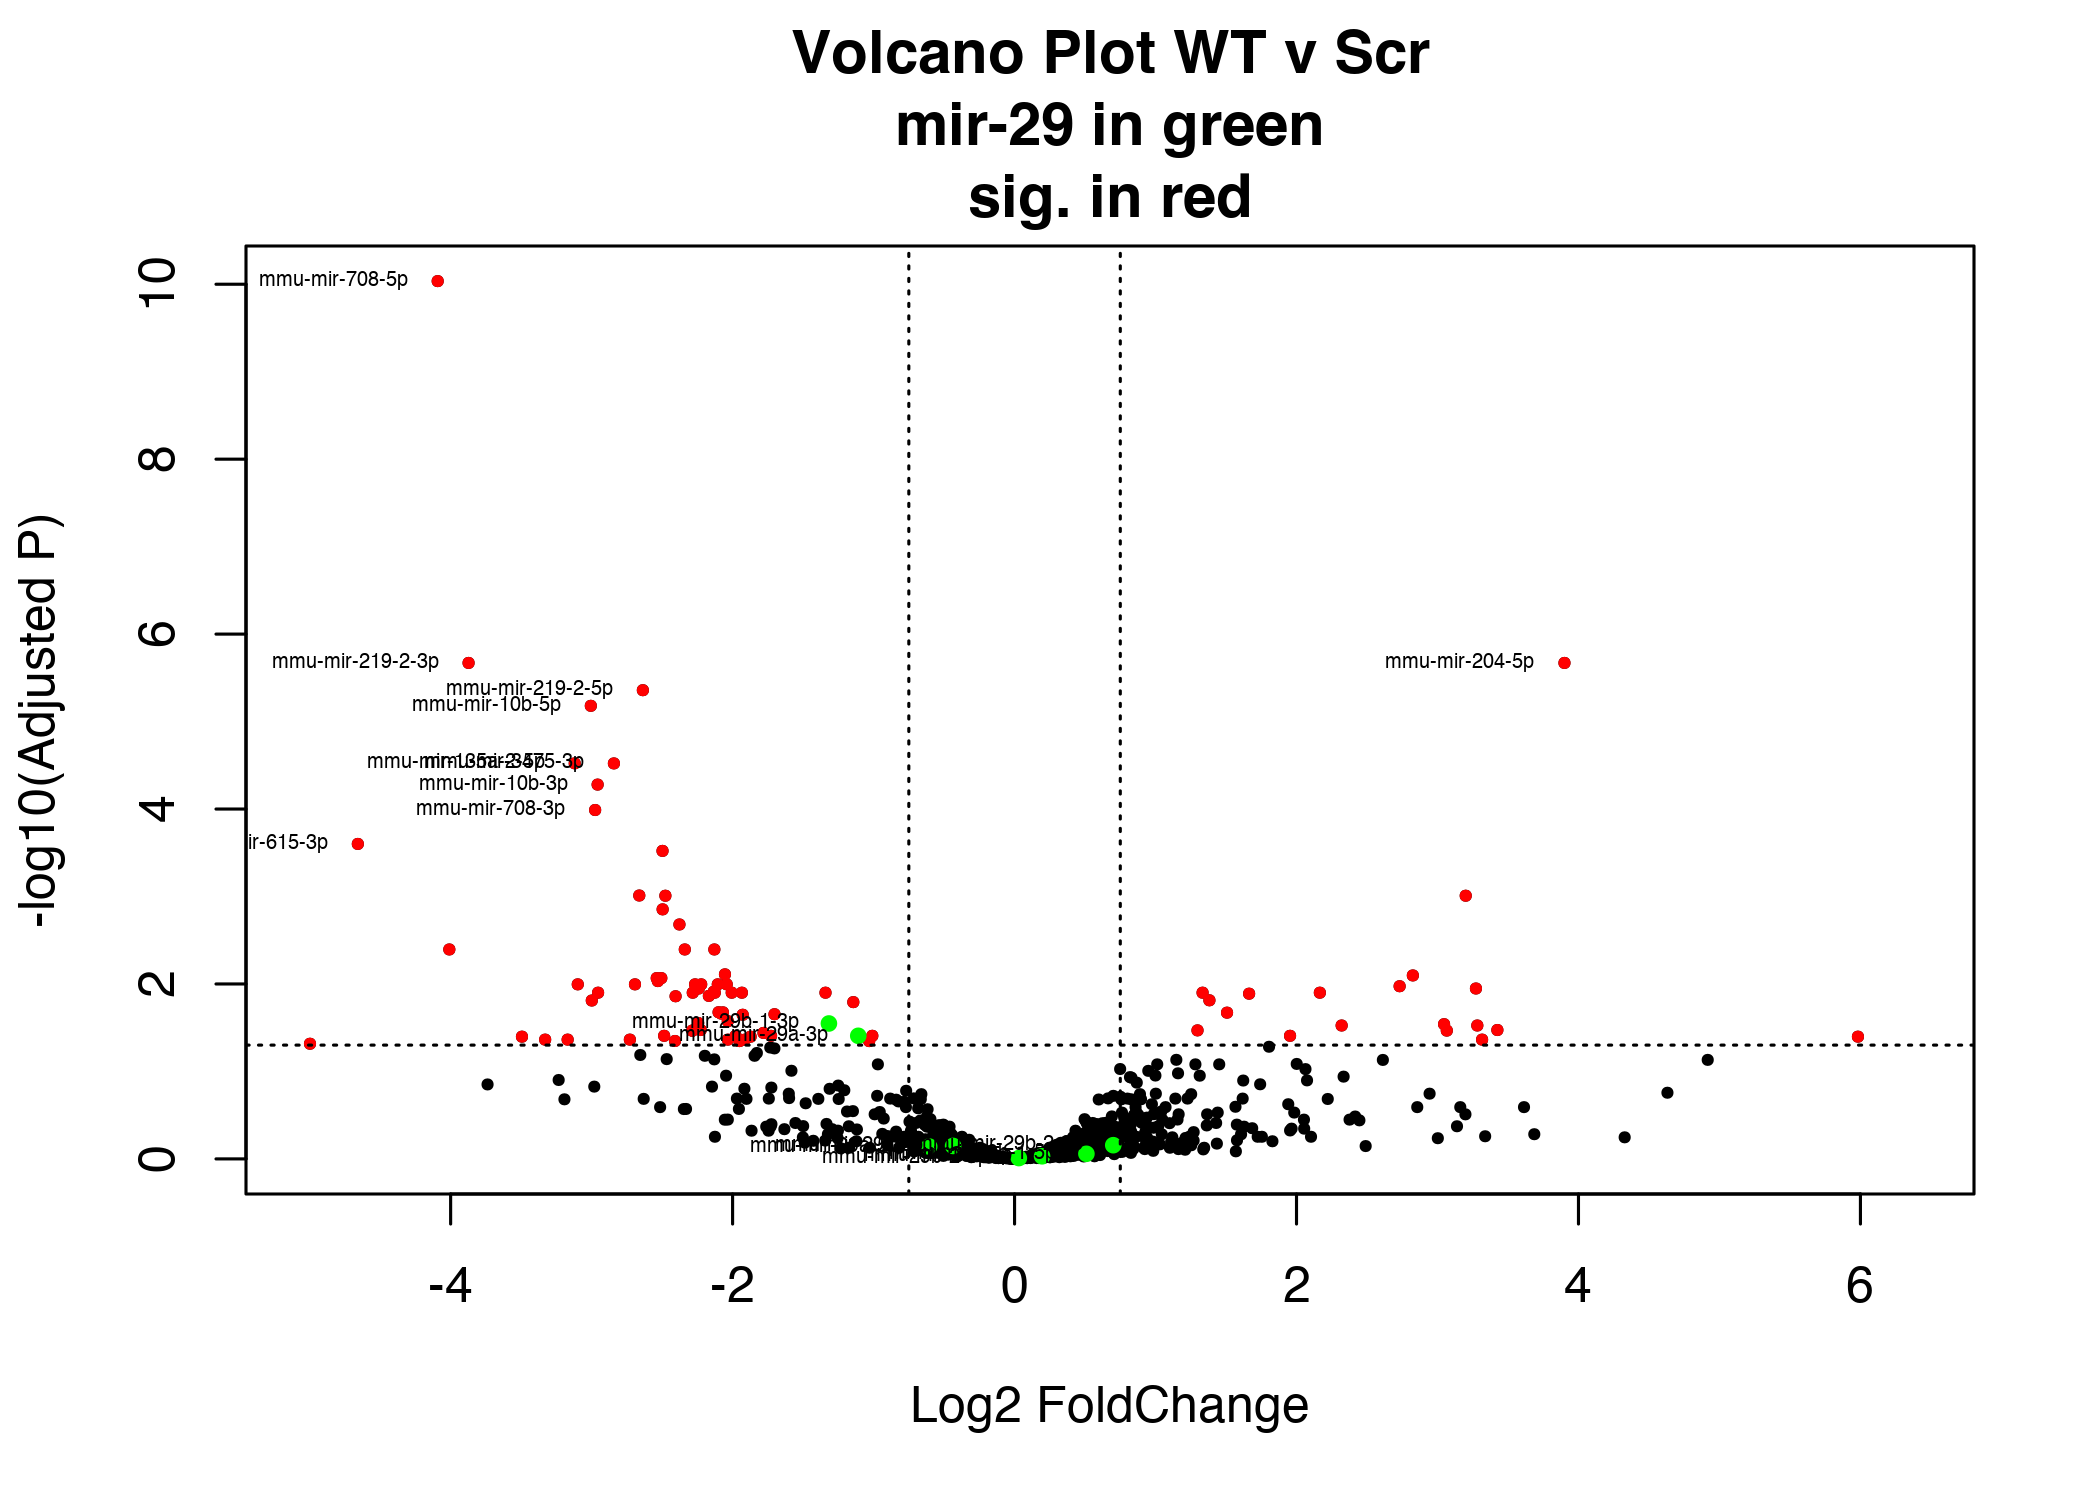 Volcano Plot WT v Scr
mir-29 in green
sig. in red
-log10(Adjusted P)
10
8
6
4
2
0
mmu-mir-708-5p
mmu-mir-219-2-3p
mmu-mir-204-5p
mmu-mir-219-2-5p
mmu-mir-10b-5p
mmu-mir-10b-3p
mmu-mir-708-3p
ir-615-3p
mmu-mir-29b-1-3p
mmu-mir-29a-3p
-4
-2
0
2
4
6
Log2 FoldChange